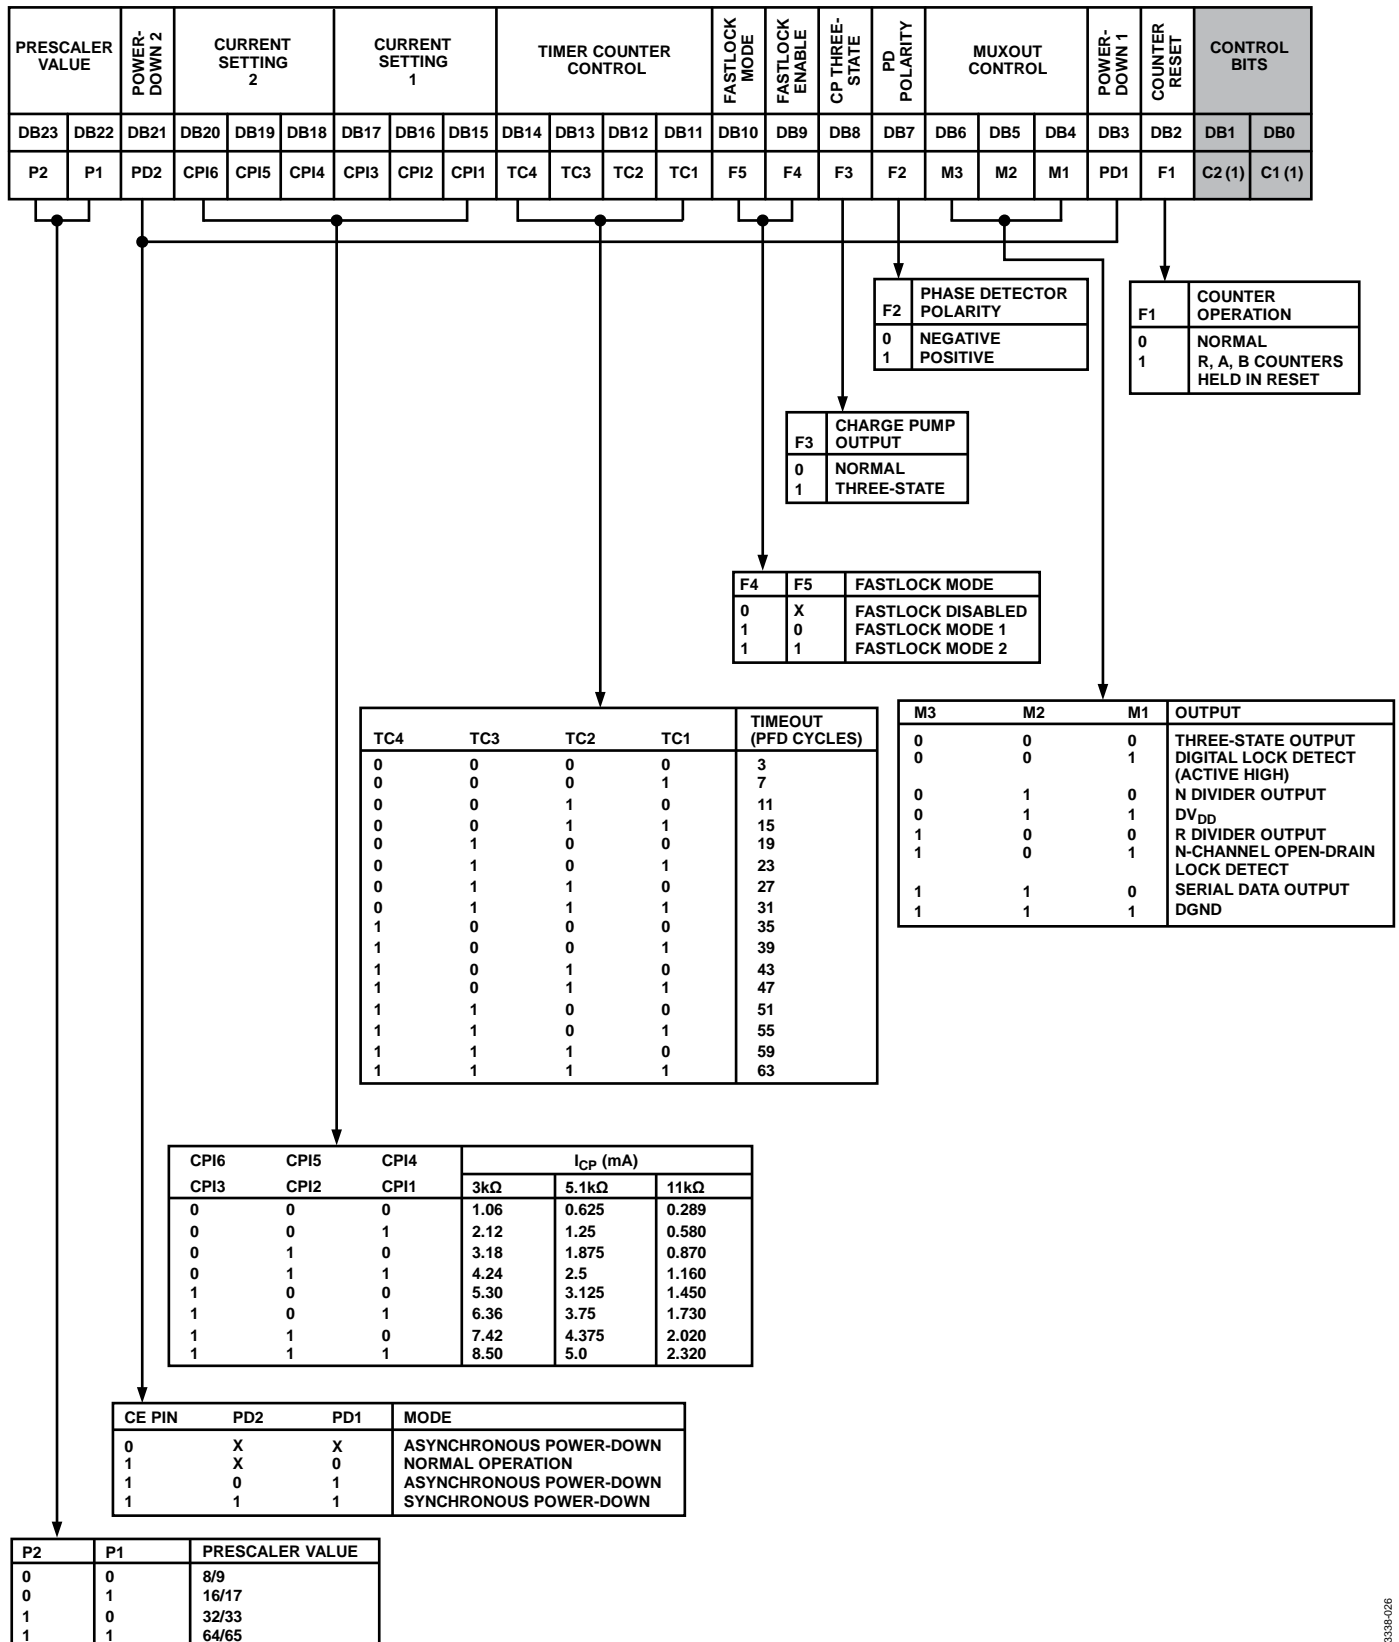 PRESCALER VALUE
POWER-DOWN 2
CURRENT SETTING 2
CURRENT SETTING 1
TIMER COUNTER CONTROL
FASTLOCK MODE
FASTLOCK ENABLE
CP THREE-STATE
PD POLARITY
MUXOUT CONTROL
POWER-DOWN 1
COUNTER RESET
CONTROL BITS
DB23 DB22 DB21 DB20 DB19 DB18 DB17 DB16 DB15 DB14 DB13 DB12 DB11 DB10 DB9 DB8 DB7 DB6 DB5 DB4 DB3 DB2 DB1 DB0
P2 P1 PD2 CPI6 CPI5 CPI4 CPI3 CPI2 CPI1 TC4 TC3 TC2 TC1 F5 F4 F3 F2 M3 M2 M1 PD1 F1 C2 (1) C1 (1)
F2 PHASE DETECTOR POLARITY
0 NEGATIVE
1 POSITIVE
F1 COUNTER OPERATION
0 NORMAL
1 R, A, B COUNTERS
HELD IN RESET
F3 CHARGE PUMP OUTPUT
0 NORMAL
1 THREE-STATE
F4 F5 FASTLOCK MODE
0 X FASTLOCK DISABLED
1 0 FASTLOCK MODE 1
1 1 FASTLOCK MODE 2
TC4 TC3 TC2 TC1 TIMEOUT (PFD CYCLES)
0 0 0 0 3
0 0 0 1 7
0 0 1 0 11
0 0 1 1 15
0 1 0 0 19
0 1 0 1 23
0 1 1 0 27
0 1 1 1 31
1 0 0 0 35
1 0 0 1 39
1 0 1 0 43
1 0 1 1 47
1 1 0 0 51
1 1 0 1 55
1 1 1 0 59
1 1 1 1 63
M3 M2 M1 OUTPUT
0 0 0 THREE-STATE OUTPUT
0 0 1 DIGITAL LOCK DETECT
(ACTIVE HIGH)
0 1 0 N DIVIDER OUTPUT
0 1 1 DVDD
1 0 0 R DIVIDER OUTPUT
1 0 1 N-CHANNEL OPEN-DRAIN
LOCK DETECT
1 1 0 SERIAL DATA OUTPUT
1 1 1 DGND
CPI6 CPI5 CPI4 ICP (mA)
CPI3 CPI2 CPI1 3kΩ 5.1kΩ 11kΩ
0 0 0 1.06 0.625 0.289
0 0 1 2.12 1.25 0.580
0 1 0 3.18 1.875 0.870
0 1 1 4.24 2.5 1.160
1 0 0 5.30 3.125 1.450
1 0 1 6.36 3.75 1.730
1 1 0 7.42 4.375 2.020
1 1 1 8.50 5.0 2.320
CE PIN PD2 PD1 MODE
0 X X ASYNCHRONOUS POWER-DOWN
1 X 0 NORMAL OPERATION
1 0 1 ASYNCHRONOUS POWER-DOWN
1 1 1 SYNCHRONOUS POWER-DOWN
P2 P1 PRESCALER VALUE
0 0 8/9
0 1 16/17
1 0 32/33
1 1 64/65
3338-026